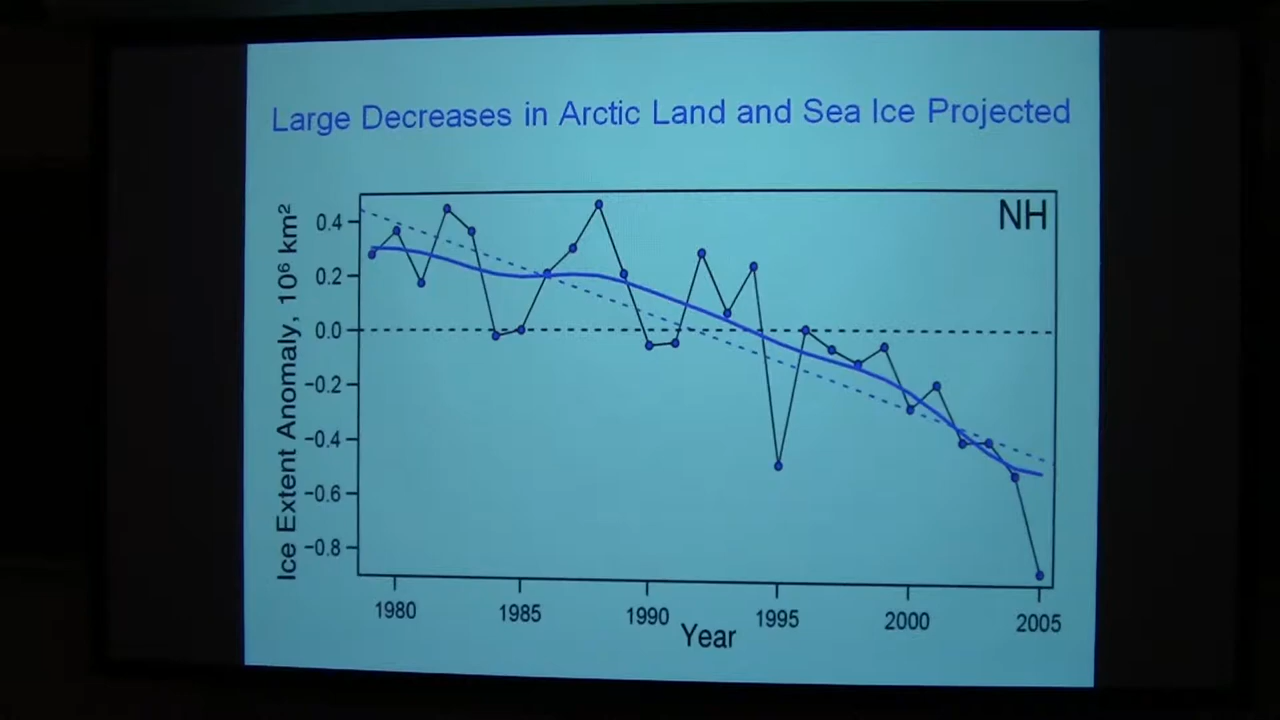 Large Decreases in Arctic Land and Sea Ice Projected
NH
Ice Extent Anomaly, 10⁶ km²
0.4
0.2
0.0
−0.2
−0.4
−0.6
−0.8
1980 1985 1990 1995 2000 2005
Year